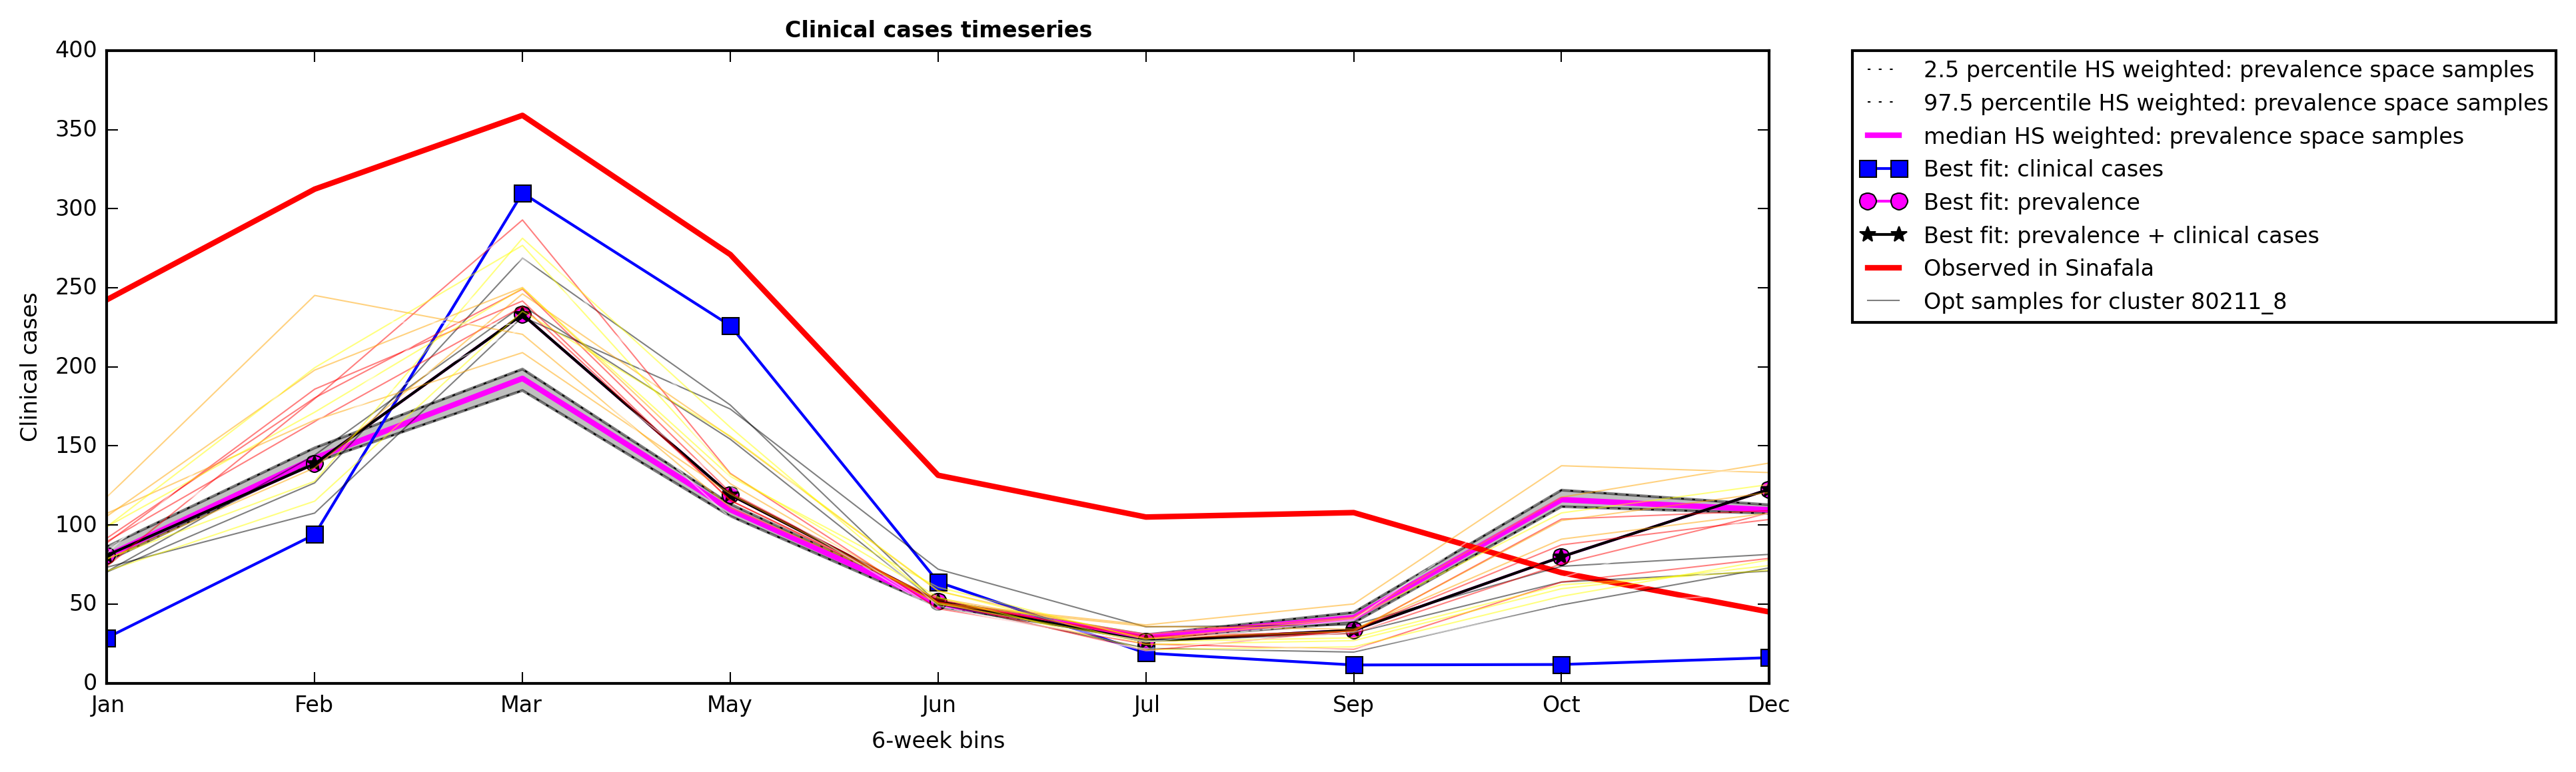 Clinical cases timeseries
400
350
300
250
200
150
100
50
0
Clinical cases
Jan Feb Mar May Jun Jul Sep Oct Dec
6-week bins
2.5 percentile HS weighted: prevalence space samples
97.5 percentile HS weighted: prevalence space samples
median HS weighted: prevalence space samples
Best fit: clinical cases
Best fit: prevalence
Best fit: prevalence + clinical cases
Observed in Sinafala
Opt samples for cluster 80211_8